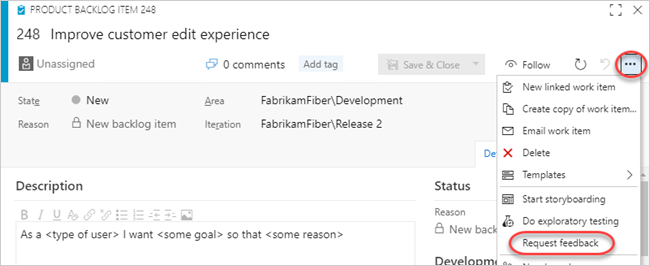 PRODUCT BACKLOG ITEM 248
248 Improve customer edit experience
Unassigned 0 comments Add tag Save & Close Follow
State New Area FabrikamFiber\Development
Reason New backlog item Iteration FabrikamFiber\Release 2
New linked work item
Create copy of work item...
Email work item
Delete
Templates
Start storyboarding
Do exploratory testing
Request feedback
De
Description
B I U
As a <type of user> I want <some goal> so that <some reason>
Status
Reason
New back
Developmen